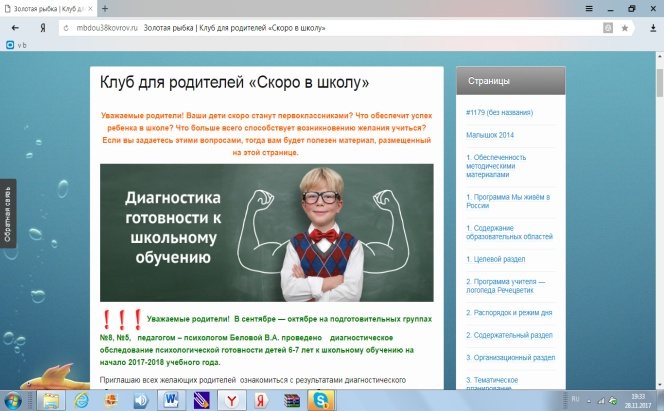 Золотая рыбка | Клуб дл
Я
mbdou38kovrov.ru Золотая рыбка | Клуб для родителей «Скоро в школу»
v b
Клуб для родителей «Скоро в школу»
Уважаемые родители! Ваши дети скоро станут первоклассниками? Что обеспечит успех
ребенка в школе? Что больше всего способствует возникновению желания учиться?
Если вы задаетесь этими вопросами, тогда вам будет полезен материал, размещенный
на этой странице.
Диагностика
готовности к
школьному
обучению
!!! Уважаемые родители! В сентябре — октябре на подготовительных группах
№8, №5, педагогом – психологом Беловой В.А. проведено диагностическое
обследование психологической готовности детей 6-7 лет к школьному обучению на
начало 2017-2018 учебного года.
Приглашаю всех желающих родителей ознакомиться с результатами диагностического
Обратная связь
Страницы
#1179 (без названия)
Малышок 2014
1. Обеспеченность
методическими
материалами
1. Программа Мы живём в
России
1. Содержание
образовательных областей
1. Целевой раздел
2. Программа учителя —
логопеда Речецветик
2. Распорядок и режим дня
2. Содержательный раздел
3. Организационный раздел
3. Тематическое
планирование
W
Y
Я
S
RU
19:33
28.11.2017